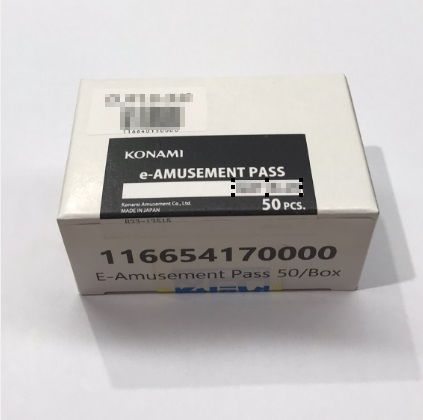 KONAMI
e-AMUSEMENT PASS
50 PCS.
Konami Amusement Co., Ltd.
MADE IN JAPAN
116654170000
E-Amusement Pass 50/Box